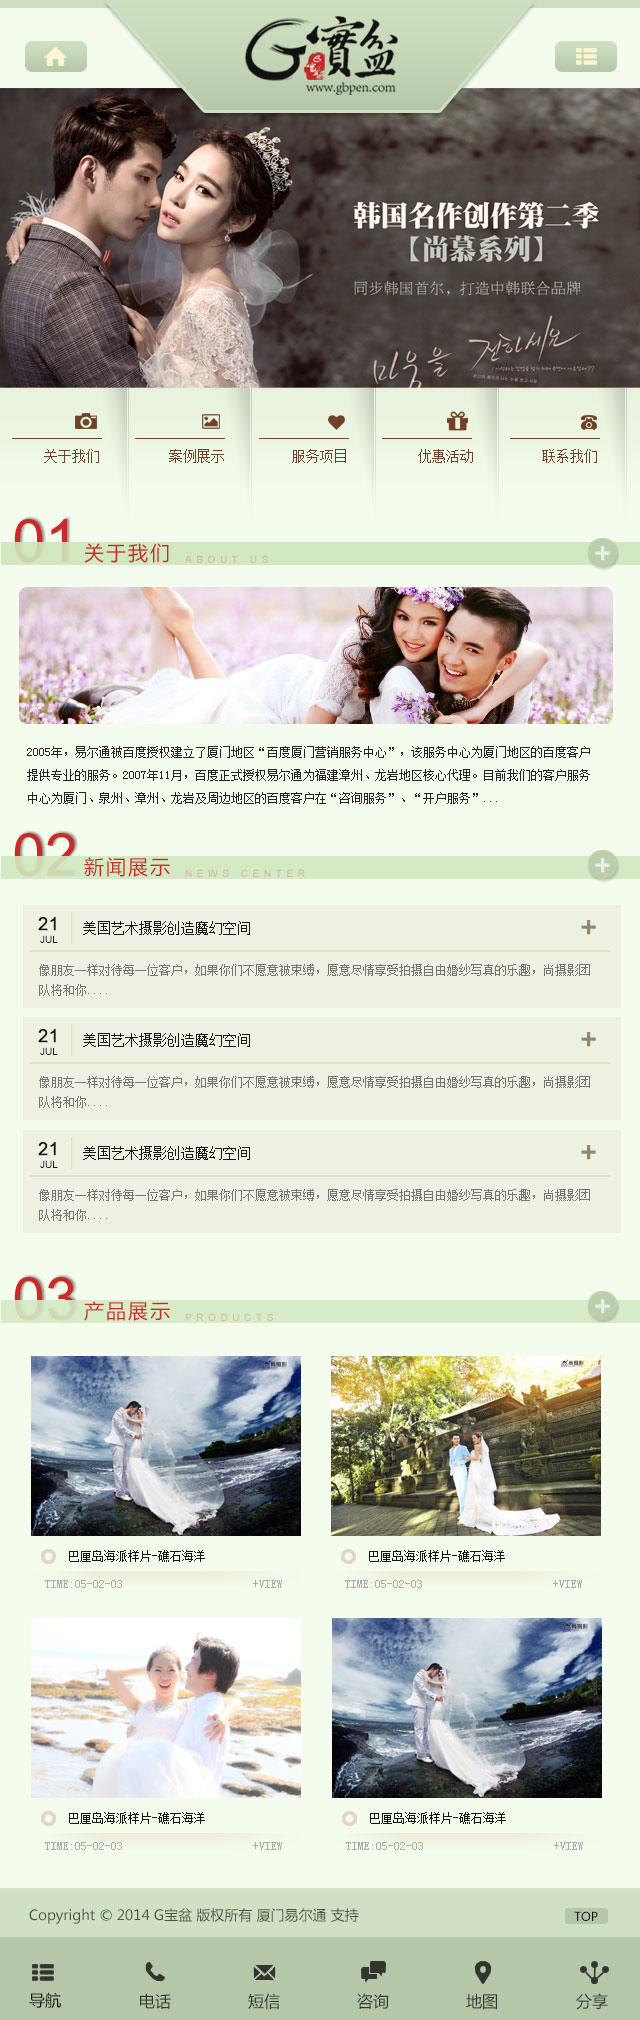 G寳盆
www.gbpen.com
韩国名作创作第二季
【尚慕系列】
同步韩国首尔，打造中韩联合品牌
关于我们
案例展示
服务项目
优惠活动
联系我们
01 关于我们 ABOUT US
2005年，易尔通被百度授权建立了厦门地区“百度厦门营销服务中心”，该服务中心为厦门地区的百度客户
提供专业的服务。2007年11月，百度正式授权易尔通为福建漳州、龙岩地区核心代理。目前我们的客户服务
中心为厦门、泉州、漳州、龙岩及周边地区的百度客户在“咨询服务”、“开户服务”...
02 新闻展示 NEWS CENTER
21 美国艺术摄影创造魔幻空间
JUL
像朋友一样对待每一位客户，如果你们不愿意被束缚，愿意尽情享受拍摄自由婚纱写真的乐趣，尚摄影团
队将和你....
21 美国艺术摄影创造魔幻空间
JUL
像朋友一样对待每一位客户，如果你们不愿意被束缚，愿意尽情享受拍摄自由婚纱写真的乐趣，尚摄影团
队将和你....
21 美国艺术摄影创造魔幻空间
JUL
像朋友一样对待每一位客户，如果你们不愿意被束缚，愿意尽情享受拍摄自由婚纱写真的乐趣，尚摄影团
队将和你....
03 产品展示 PRODUCTS
巴厘岛海派样片-礁石海洋
TIME:05-02-03 +VIEW
巴厘岛海派样片-礁石海洋
TIME:05-02-03 +VIEW
巴厘岛海派样片-礁石海洋
TIME:05-02-03 +VIEW
巴厘岛海派样片-礁石海洋
TIME:05-02-03 +VIEW
Copyright © 2014 G宝盆 版权所有 厦门易尔通 支持
TOP
导航
电话
短信
咨询
地图
分享